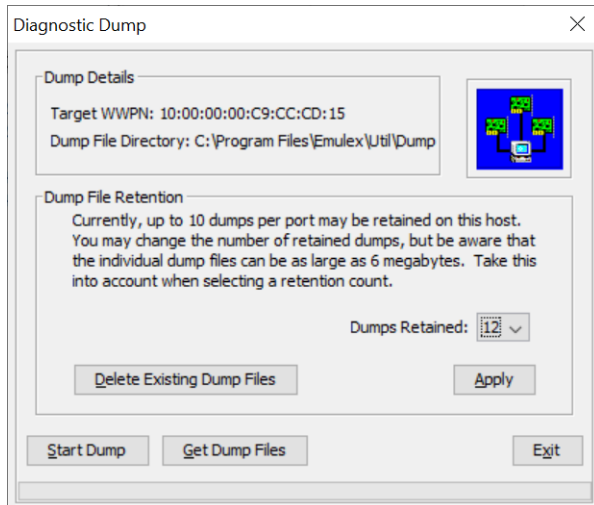 Diagnostic Dump
Dump Details
Target WWPN: 10:00:00:00:C9:CC:CD:15
Dump File Directory: C:\Program Files\Emulex\Util\Dump
Dump File Retention
Currently, up to 10 dumps per port may be retained on this host.
You may change the number of retained dumps, but be aware that
the individual dump files can be as large as 6 megabytes. Take this
into account when selecting a retention count.
Dumps Retained: 12
Delete Existing Dump Files
Apply
Start Dump
Get Dump Files
Exit